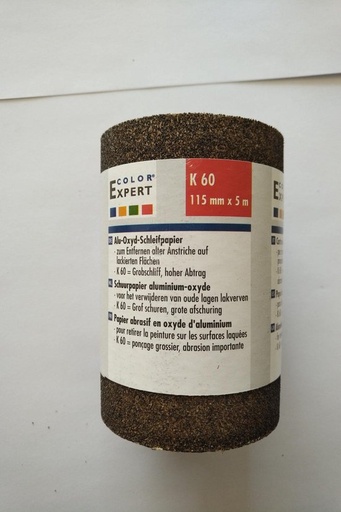 COLOR®
EXPERT
K 60
115 mm x 5 m
Alu-Oxyd-Schleifpapier
- zum Entfernen alter Anstriche auf
lackierten Flächen
- K 60 = Grobschliff, hoher Abtrag
Schuurpapier aluminium-oxyde
- voor het verwijderen van oude lagen lakverven
- K 60 = Grof schuren, grote afschuring
Papier abrasif en oxyde d'aluminium
- pour retirer la peinture sur les surfaces laquées
- K 60 = ponçage grossier, abrasion importante